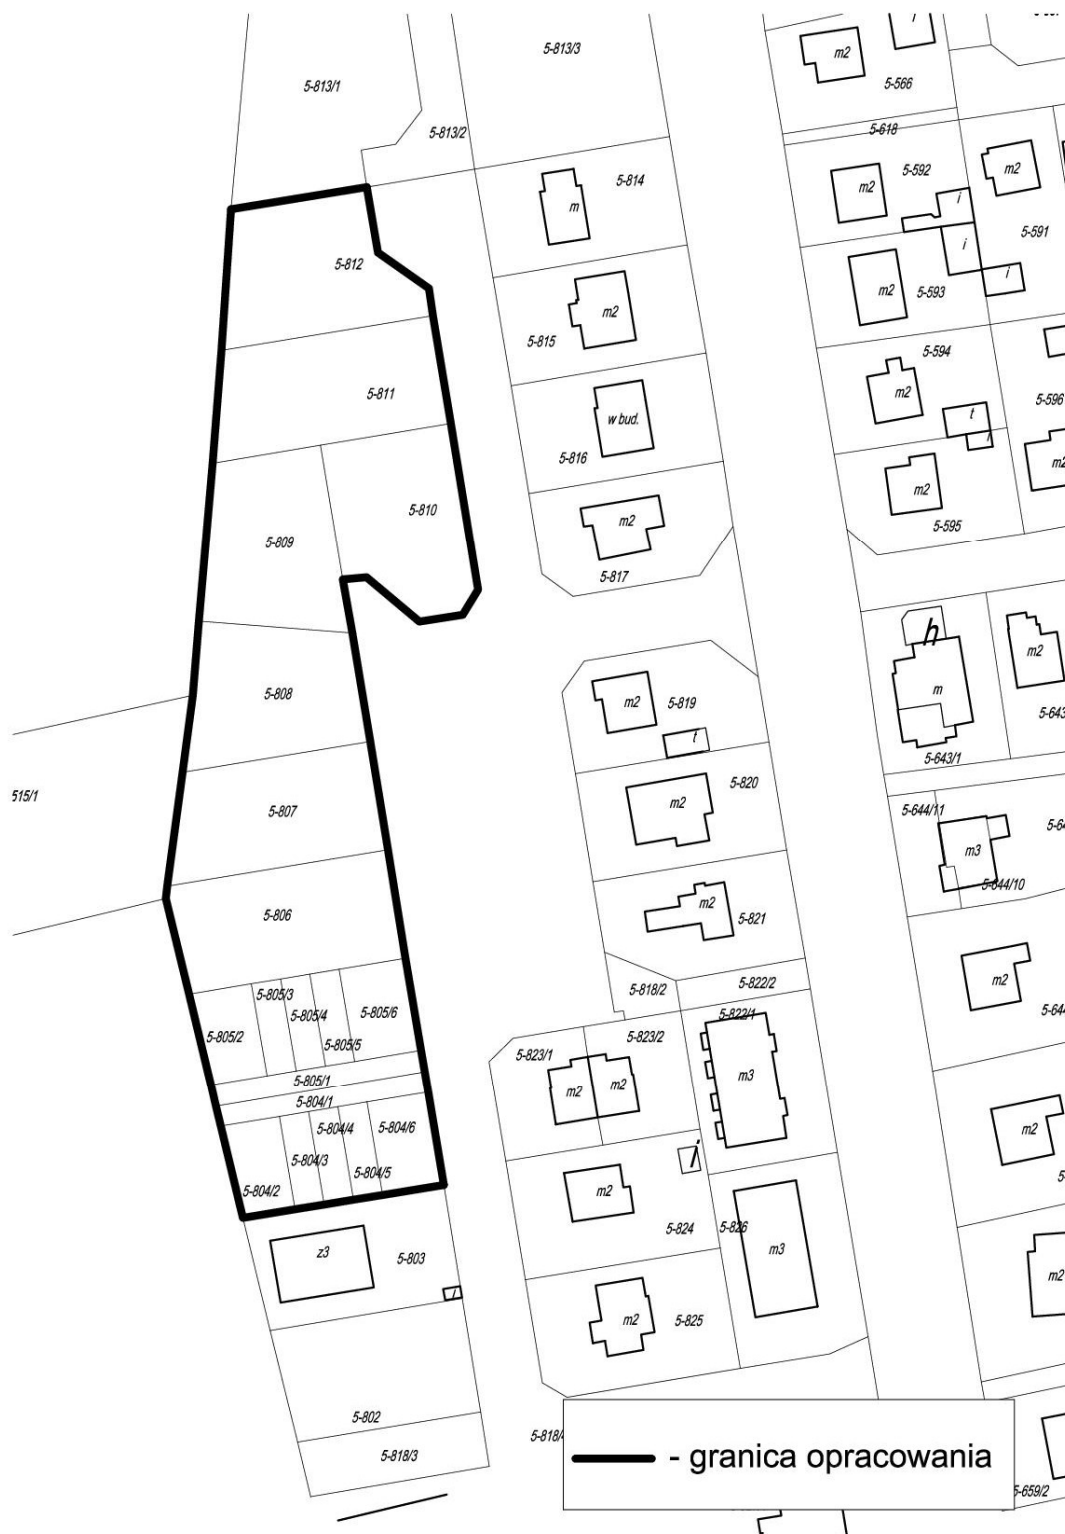 5-813/3
m2
i
5-813/1
5-566
5-813/2
5-618
5-592
m2
m2
5-814
m
i
5-591
i
5-812
i
m2
5-593
m2
5-815
5-594
5-811
m2
5-596
w bud.
t
5-816
m2
m2
5-810
m2
5-595
5-809
5-817
h
m2
5-808
m2
5-819
m
5-643
t
5-643/1
5-820
515/1
5-807
m2
5-644/11
m3
5-644/10
5-806
m2
5-821
m2
5-822/2
5-818/2
5-805/3
5-805/4
5-805/6
5-822/1
5-805/2
5-805/5
5-823/1
5-823/2
m3
5-805/1
m2
m2
5-804/1
5-804/4
5-804/6
m2
5-804/3
i
5-804/5
5-804/2
m2
5-824
5-826
z3
5-803
m3
m2
i
m2
5-825
5-802
5-818/3
- granica opracowania
5-659/2